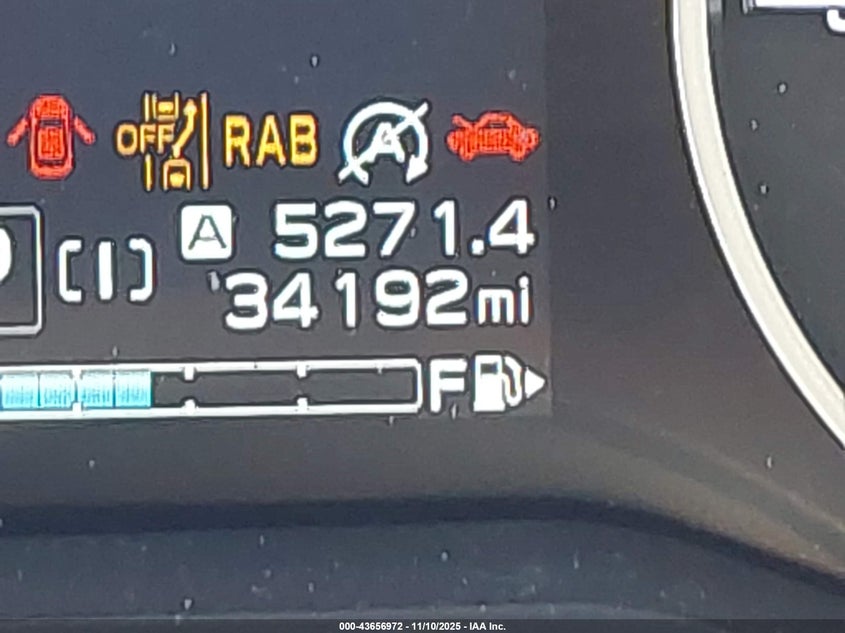 OFF RAB A
A 5271.4
34192mi
F
000-43656972 - 11/10/2025 - IAA Inc.